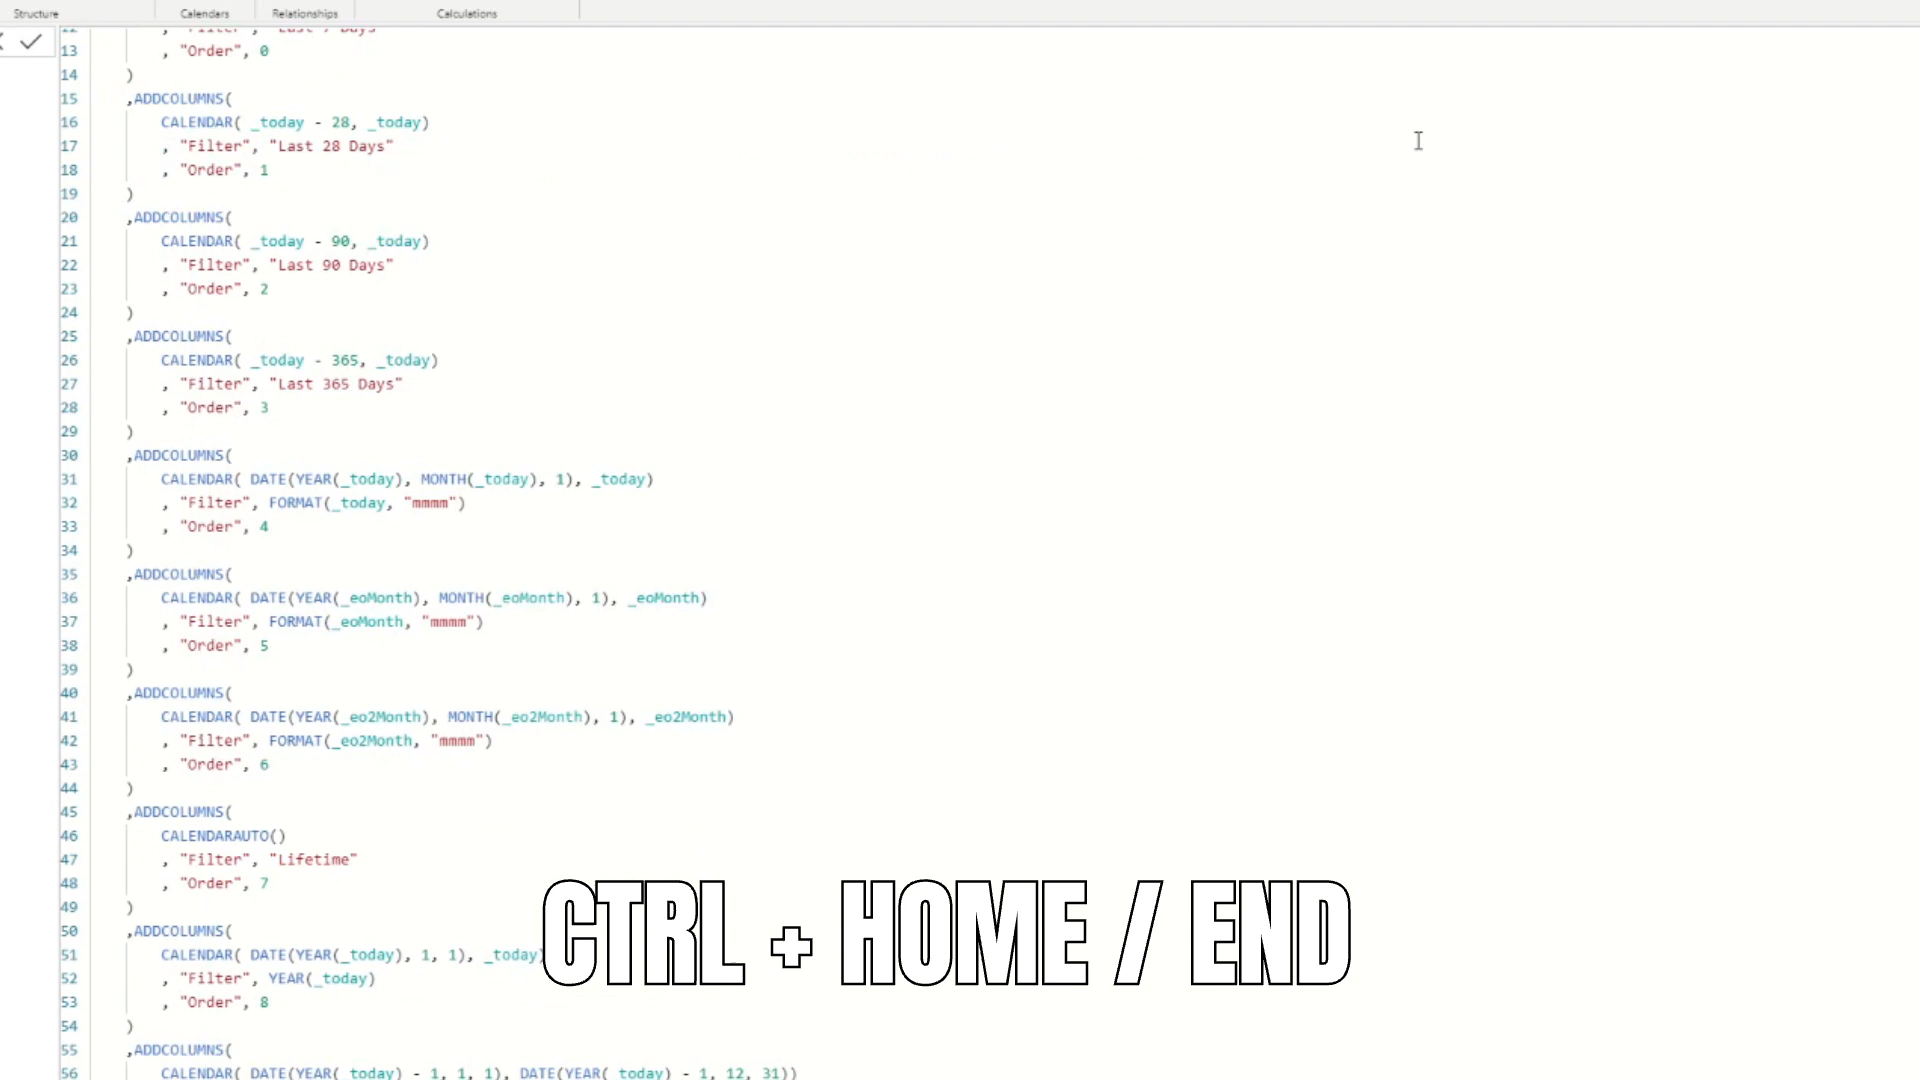 Structure Calendars Relationships Calculations
12 , "Filter", "Last 7 Days"
13 , "Order", 0
14 )
15 ,ADDCOLUMNS(
16 CALENDAR( _today - 28, _today)
17 , "Filter", "Last 28 Days"
18 , "Order", 1
19 )
20 ,ADDCOLUMNS(
21 CALENDAR( _today - 90, _today)
22 , "Filter", "Last 90 Days"
23 , "Order", 2
24 )
25 ,ADDCOLUMNS(
26 CALENDAR( _today - 365, _today)
27 , "Filter", "Last 365 Days"
28 , "Order", 3
29 )
30 ,ADDCOLUMNS(
31 CALENDAR( DATE(YEAR(_today), MONTH(_today), 1), _today)
32 , "Filter", FORMAT(_today, "mmmm")
33 , "Order", 4
34 )
35 ,ADDCOLUMNS(
36 CALENDAR( DATE(YEAR(_eoMonth), MONTH(_eoMonth), 1), _eoMonth)
37 , "Filter", FORMAT(_eoMonth, "mmmm")
38 , "Order", 5
39 )
40 ,ADDCOLUMNS(
41 CALENDAR( DATE(YEAR(_eo2Month), MONTH(_eo2Month), 1), _eo2Month)
42 , "Filter", FORMAT(_eo2Month, "mmmm")
43 , "Order", 6
44 )
45 ,ADDCOLUMNS(
46 CALENDARAUTO()
47 , "Filter", "Lifetime"
48 , "Order", 7
49 )
50 ,ADDCOLUMNS(
51 CALENDAR( DATE(YEAR(_today), 1, 1), _today)
52 , "Filter", YEAR(_today)
53 , "Order", 8
54 )
55 ,ADDCOLUMNS(
56 CALENDAR( DATE(YEAR(_today) - 1, 1, 1), DATE(YEAR(_today) - 1, 12, 31))
CTRL + HOME / END